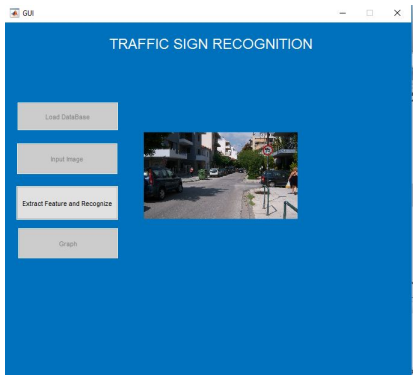 GUI
TRAFFIC SIGN RECOGNITION
Load DataBase
Input Image
Extract Feature and Recognize
Graph